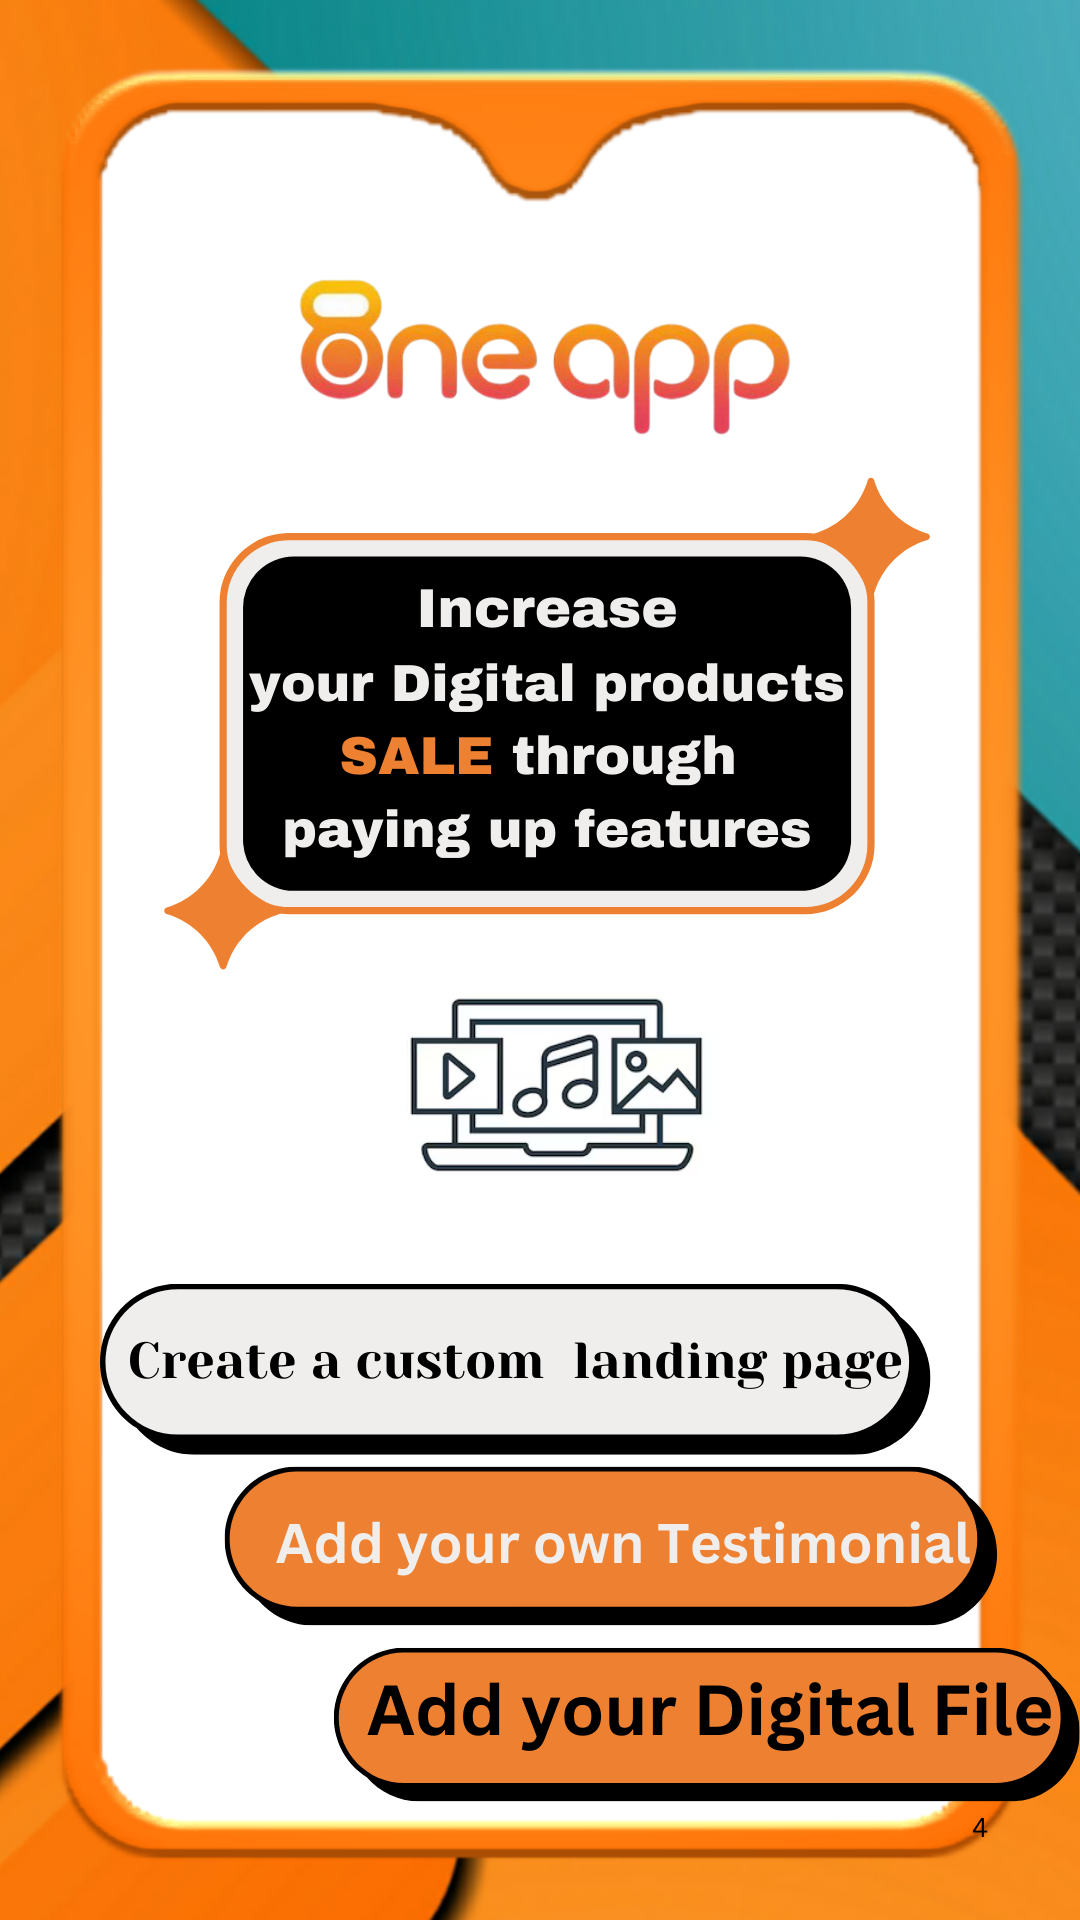 One app
Increase
your Digital products
SALE through
paying up features
Create a custom landing page
Add your own Testimonial
Add your Digital File
4